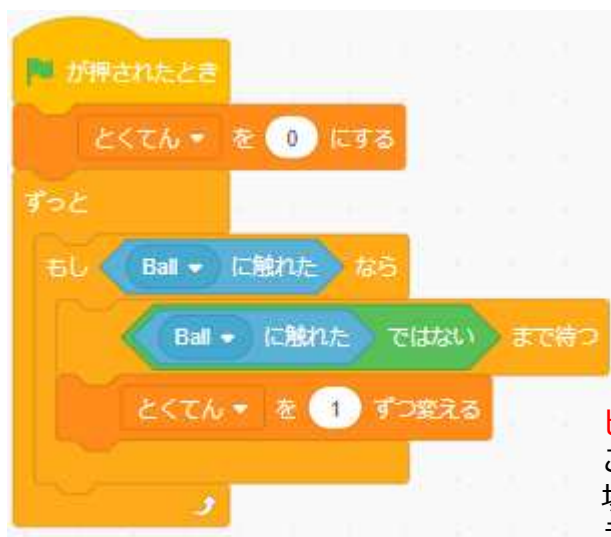 が押されたとき
とくてん を 0 にする
ずっと
もし Ball に触れた なら
Ball に触れた ではない まで待つ
とくてん を 1 ずつ変える